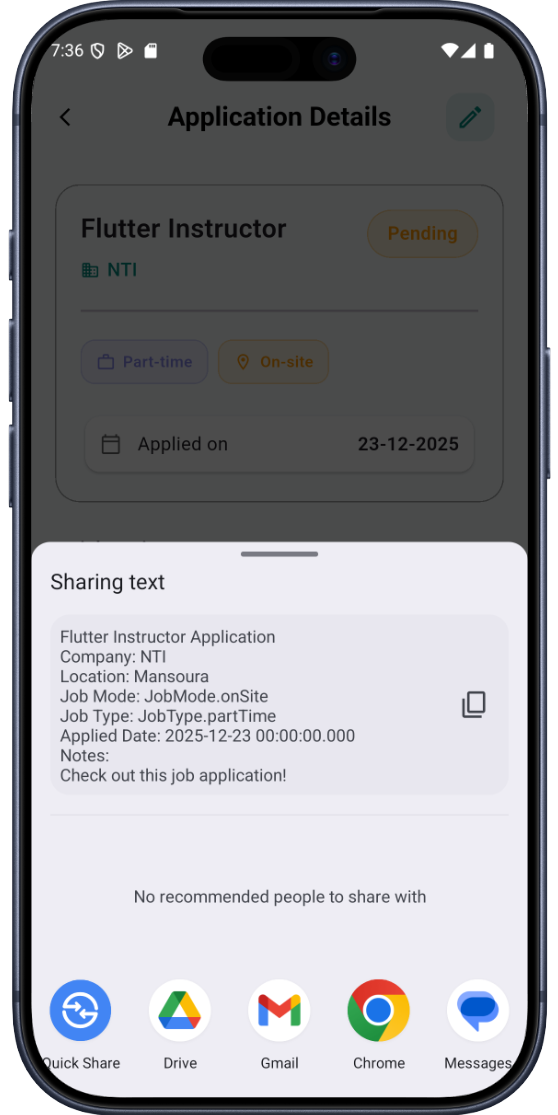 7:36
Application Details
Flutter Instructor
Pending
NTI
Part-time
On-site
Applied on
23-12-2025
Sharing text
Flutter Instructor Application
Company: NTI
Location: Mansoura
Job Mode: JobMode.onSite
Job Type: JobType.partTime
Applied Date: 2025-12-23 00:00:00.000
Notes:
Check out this job application!
No recommended people to share with
Quick Share
Drive
Gmail
Chrome
Messages